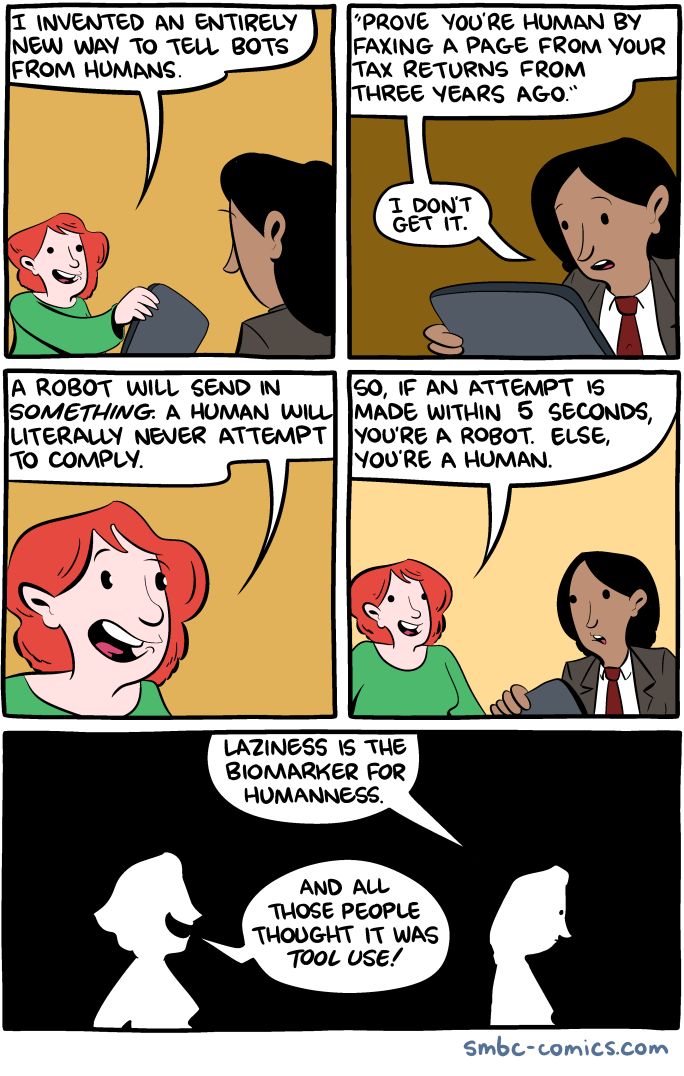 I INVENTED AN ENTIRELY
NEW WAY TO TELL BOTS
FROM HUMANS.
"PROVE YOU'RE HUMAN BY
FAXING A PAGE FROM YOUR
TAX RETURNS FROM
THREE YEARS AGO."
I DON'T
GET IT.
A ROBOT WILL SEND IN
SOMETHING. A HUMAN WILL
LITERALLY NEVER ATTEMPT
TO COMPLY.
SO, IF AN ATTEMPT IS
MADE WITHIN 5 SECONDS,
YOU'RE A ROBOT. ELSE,
YOU'RE A HUMAN.
LAZINESS IS THE
BIOMARKER FOR
HUMANNESS.
AND ALL
THOSE PEOPLE
THOUGHT IT WAS
TOOL USE!
smbc-comics.com